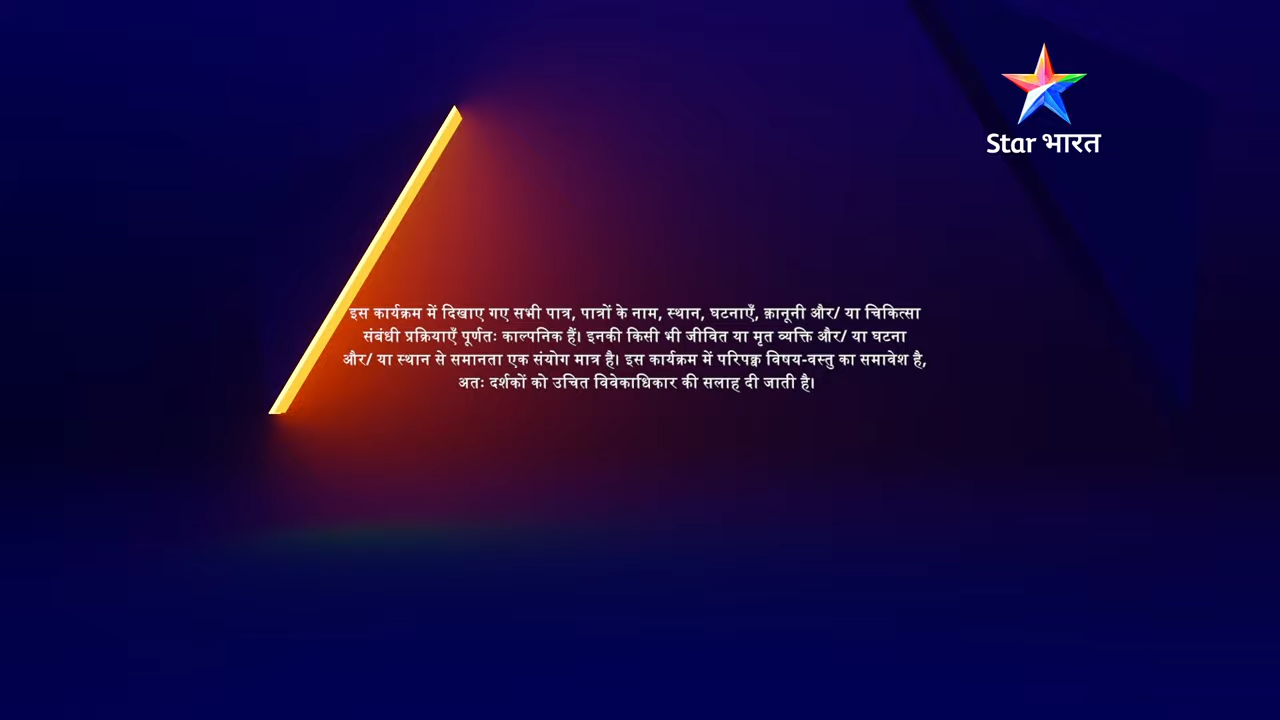 Star भारत
इस कार्यक्रम में दिखाए गए सभी पात्र, पात्रों के नाम, स्थान, घटनाएँ, क़ानूनी और/ या चिकित्सा
संबंधी प्रक्रियाएँ पूर्णतः काल्पनिक हैं। इनकी किसी भी जीवित या मृत व्यक्ति और/ या घटना
और/ या स्थान से समानता एक संयोग मात्र है। इस कार्यक्रम में परिपक्व विषय-वस्तु का समावेश है,
अतः दर्शकों को उचित विवेकाधिकार की सलाह दी जाती है।